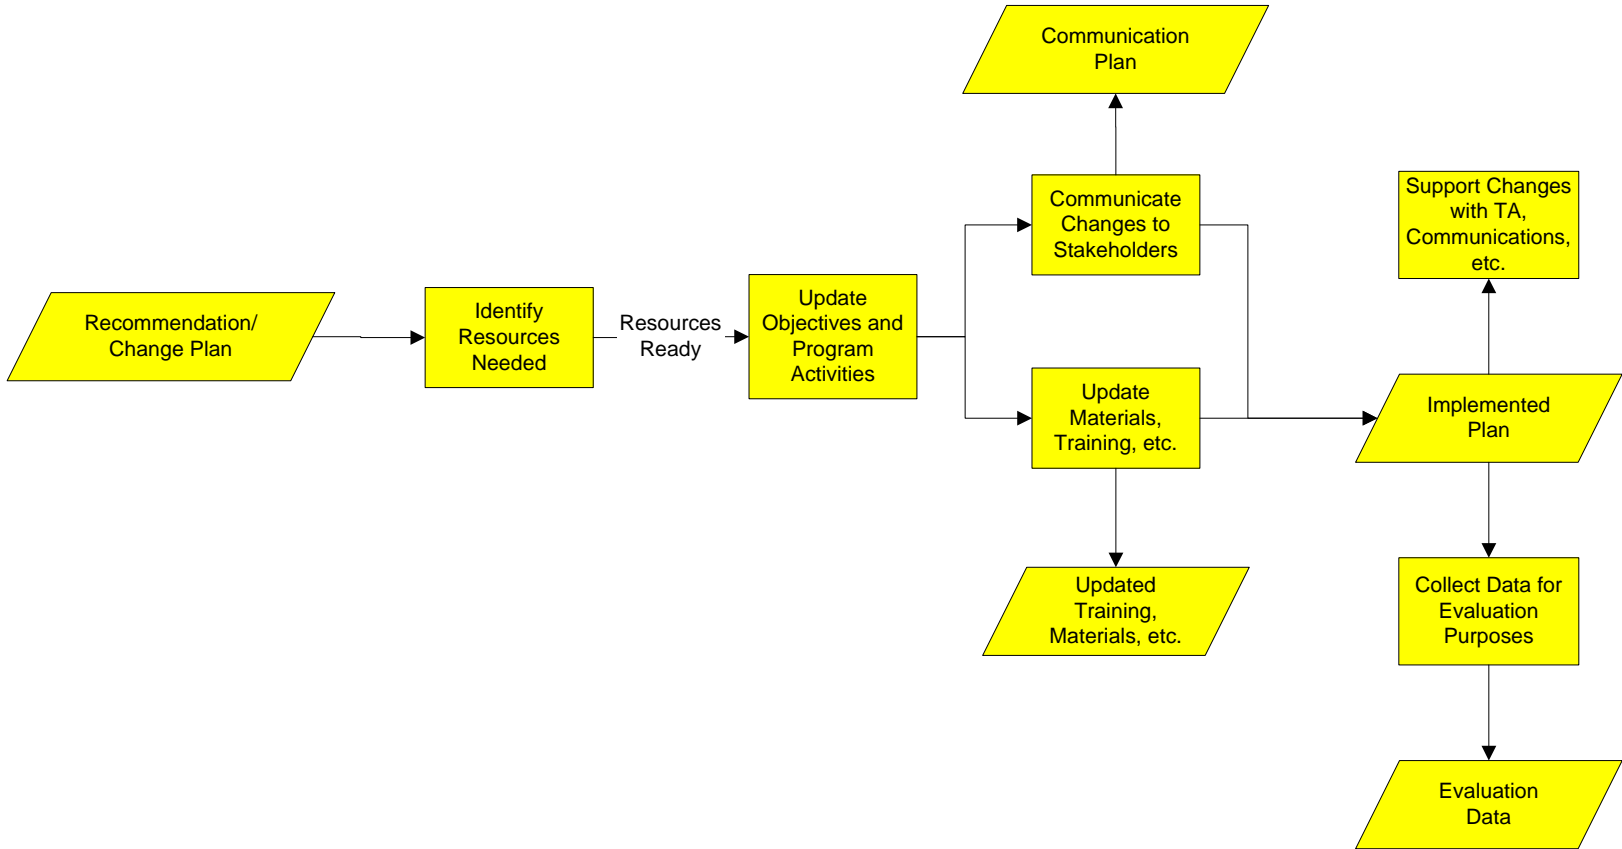 Communication
Plan
Communicate
Changes to
Stakeholders
Support Changes
with TA,
Communications,
etc.
Recommendation/
Change Plan
Identify
Resources
Needed
Resources
Ready
Update
Objectives and
Program
Activities
Update
Materials,
Training, etc.
Implemented
Plan
Updated
Training,
Materials, etc.
Collect Data for
Evaluation
Purposes
Evaluation
Data